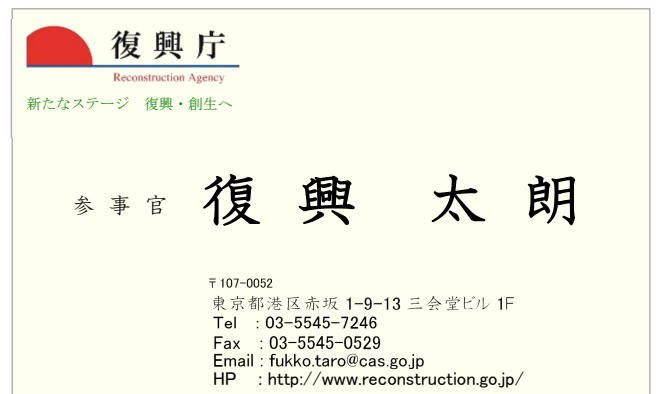 復興庁
Reconstruction Agency
新たなステージ 復興・創生へ
参事官 復興 太朗
〒107-0052
東京都港区赤坂 1-9-13 三会堂ビル 1F
Tel : 03-5545-7246
Fax : 03-5545-0529
Email : fukko.taro@cas.go.jp
HP : http://www.reconstruction.go.jp/